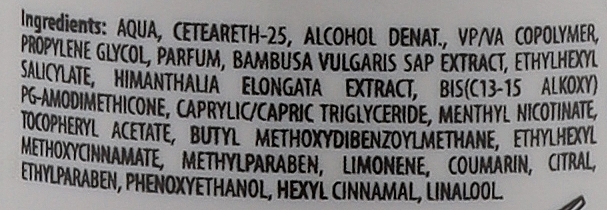 Ingredients: AQUA, CETEARETH-25, ALCOHOL DENAT., VP/VA COPOLYMER,
PROPYLENE GLYCOL, PARFUM, BAMBUSA VULGARIS SAP EXTRACT, ETHYLHEXYL
SALICYLATE, HIMANTHALIA ELONGATA EXTRACT, BIS(C13-15 ALKOXY)
PG-AMODIMETHICONE, CAPRYLIC/CAPRIC TRIGLYCERIDE, MENTHYL NICOTINATE,
TOCOPHERYL ACETATE, BUTYL METHOXYDIBENZOYLMETHANE, ETHYLHEXYL
METHOXYCINNAMATE, METHYLPARABEN, LIMONENE, COUMARIN, CITRAL,
ETHYLPARABEN, PHENOXYETHANOL, HEXYL CINNAMAL, LINALOOL